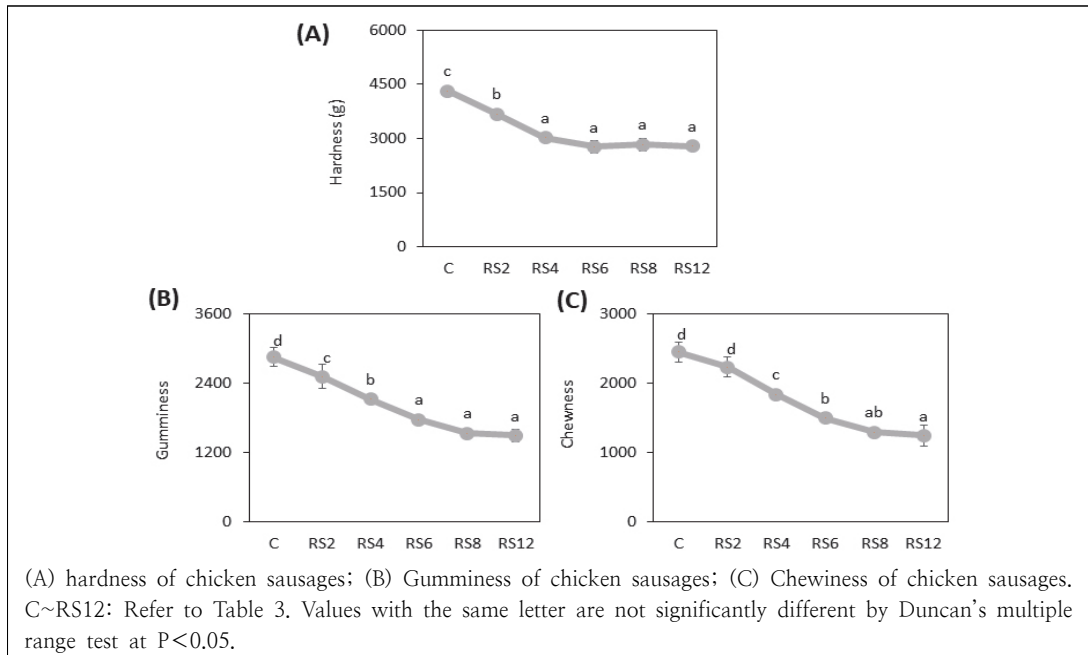 (A)
6000
4500
3000
1500
0
Hardness (g)
c
b
a
a
a
a
C RS2 RS4 RS6 RS8 RS12
(B)
3600
2400
1200
0
Gumminess
d
c
b
a
a
a
C RS2 RS4 RS6 RS8 RS12
(C)
3000
2000
1000
0
Chewness
d
d
c
b
ab
a
C RS2 RS4 RS6 RS8 RS12
(A) hardness of chicken sausages; (B) Gumminess of chicken sausages; (C) Chewiness of chicken sausages.
C~RS12: Refer to Table 3. Values with the same letter are not significantly different by Duncan's multiple
range test at P<0.05.